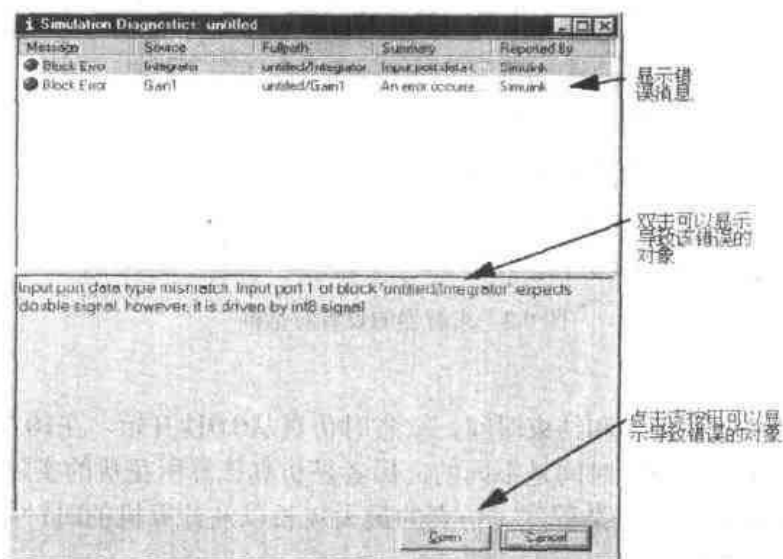 Simulation Diagnostics: untitled
Message Source Fullpath Summary Reported By
Block Error Integrator untitled/Integrator Input port data t... Simulink
Block Error Gain1 untitled/Gain1 An error occurre... Simulink
显示错
误消息
双击可以显示
导致该错误的
对象
Input port data type mismatch. Input port 1 of block 'untitled/Integrator' expects
double signal, however, it is driven by int8 signal
点击该按钮可以显
示导致错误的对象
Open Cancel